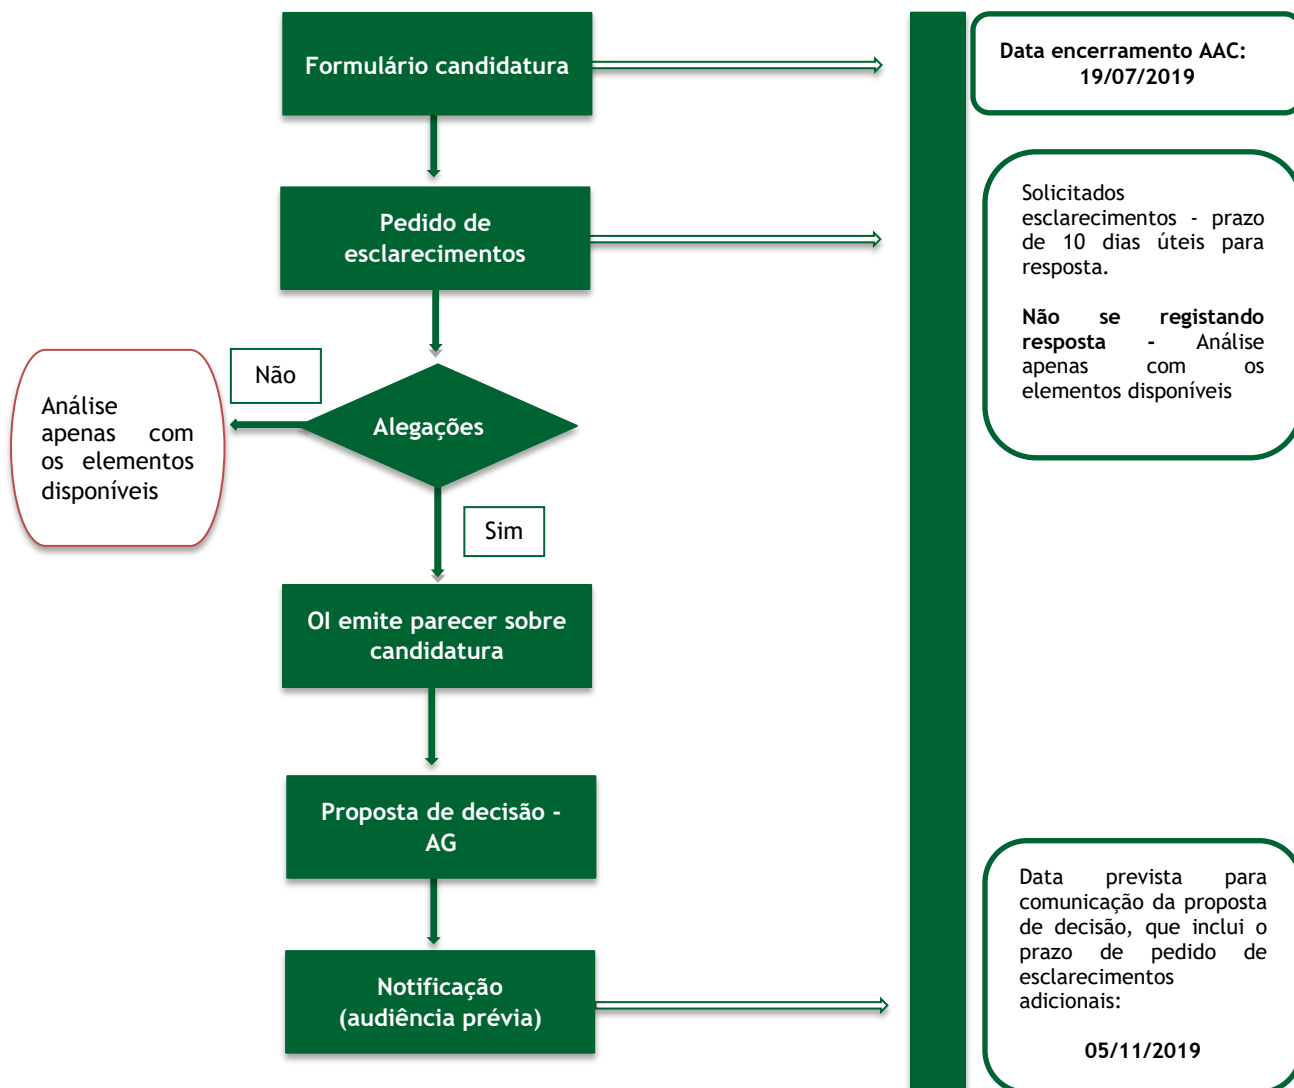 Formulário candidatura
Data encerramento AAC:
19/07/2019
Pedido de
esclarecimentos
Solicitados
esclarecimentos - prazo
de 10 dias úteis para
resposta.
Não se registando
resposta - Análise
apenas com os
elementos disponíveis
Não
Análise
apenas com
os elementos
disponíveis
Alegações
Sim
OI emite parecer sobre
candidatura
Proposta de decisão -
AG
Notificação
(audiência prévia)
Data prevista para
comunicação da proposta
de decisão, que inclui o
prazo de pedido de
esclarecimentos
adicionais:
05/11/2019